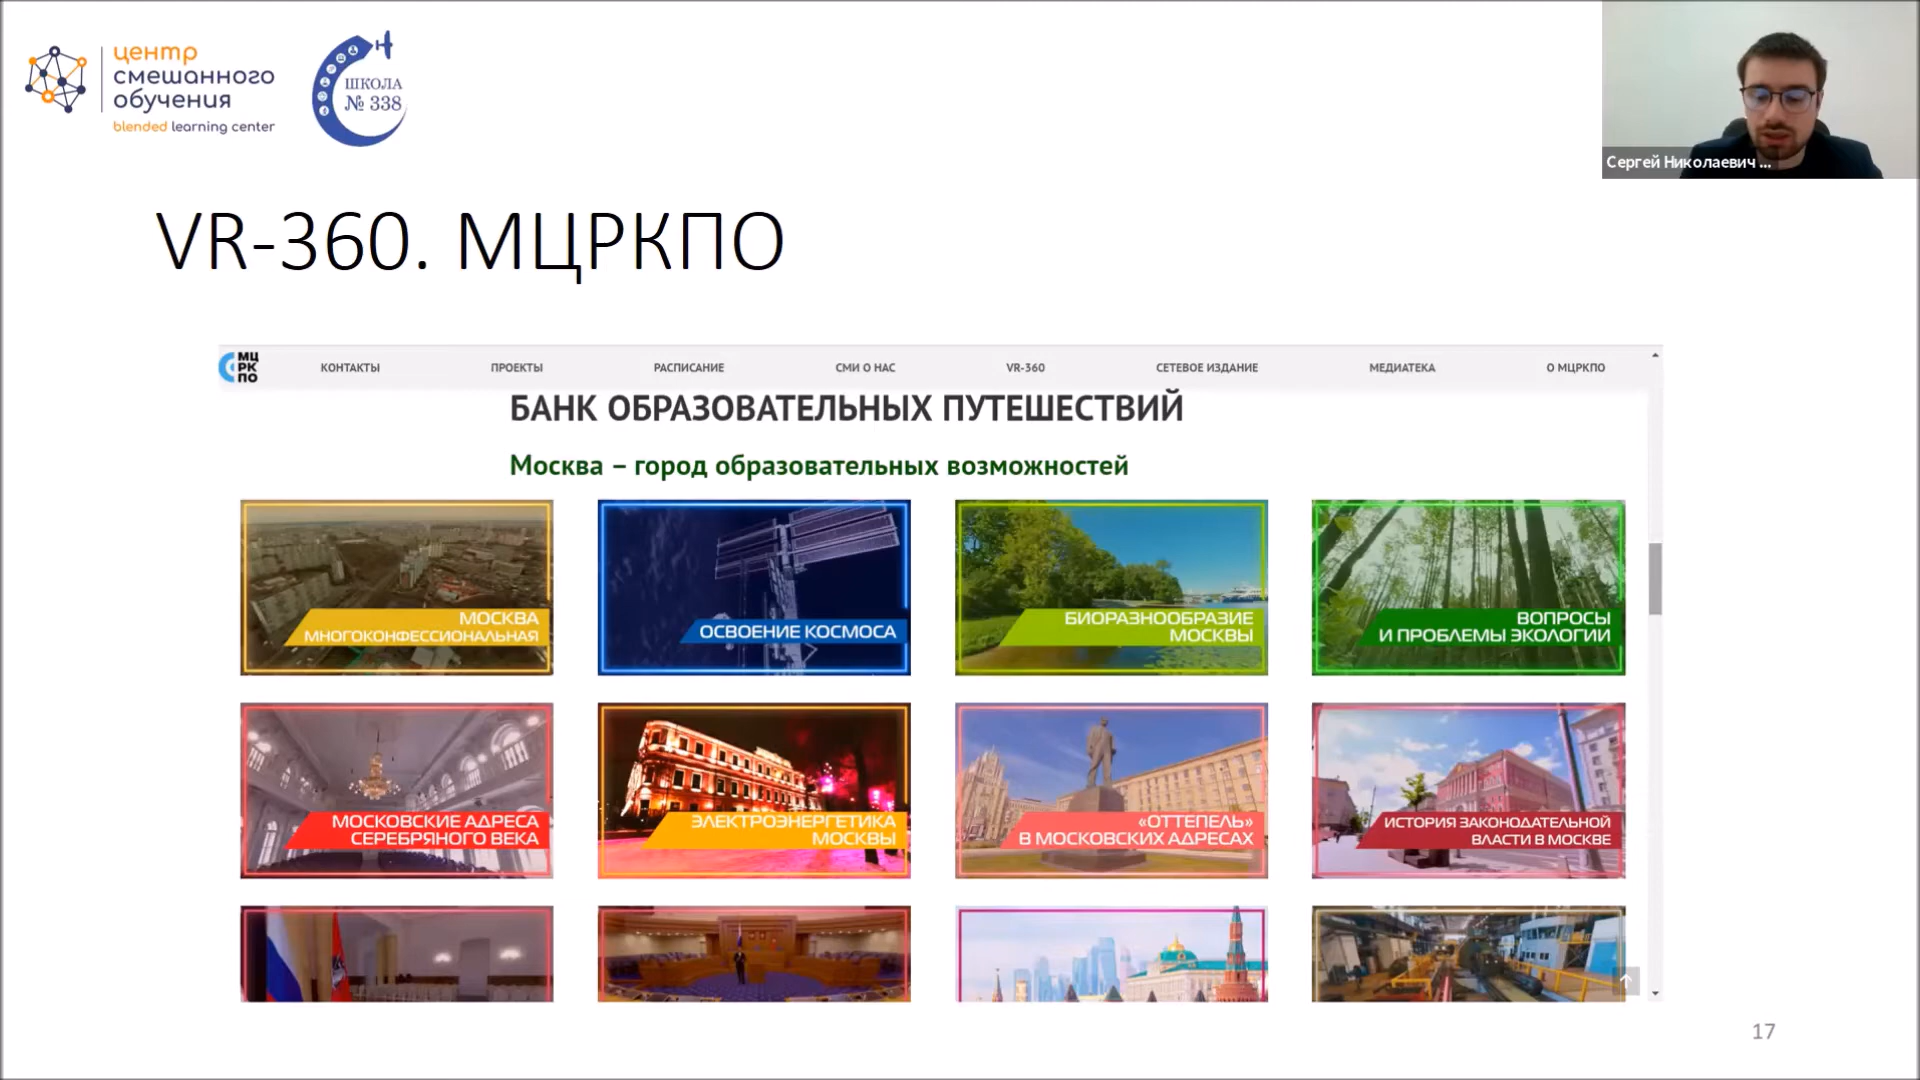 центр
смешанного
обучения
blended learning center
ШКОЛА
№ 338
Сергей Николаевич ...
VR-360. МЦРКПО
МЦ
РК
ПО
КОНТАКТЫ
ПРОЕКТЫ
РАСПИСАНИЕ
СМИ О НАС
VR-360
СЕТЕВОЕ ИЗДАНИЕ
МЕДИАТЕКА
О МЦРКПО
БАНК ОБРАЗОВАТЕЛЬНЫХ ПУТЕШЕСТВИЙ
Москва – город образовательных возможностей
МОСКВА
МНОГОКОНФЕССИОНАЛЬНАЯ
ОСВОЕНИЕ КОСМОСА
БИОРАЗНООБРАЗИЕ
МОСКВЫ
ВОПРОСЫ
И ПРОБЛЕМЫ ЭКОЛОГИИ
МОСКОВСКИЕ АДРЕСА
СЕРЕБРЯНОГО ВЕКА
ЭЛЕКТРОЭНЕРГЕТИКА
МОСКВЫ
«ОТТЕПЕЛЬ»
В МОСКОВСКИХ АДРЕСАХ
ИСТОРИЯ ЗАКОНОДАТЕЛЬНОЙ
ВЛАСТИ В МОСКВЕ
17